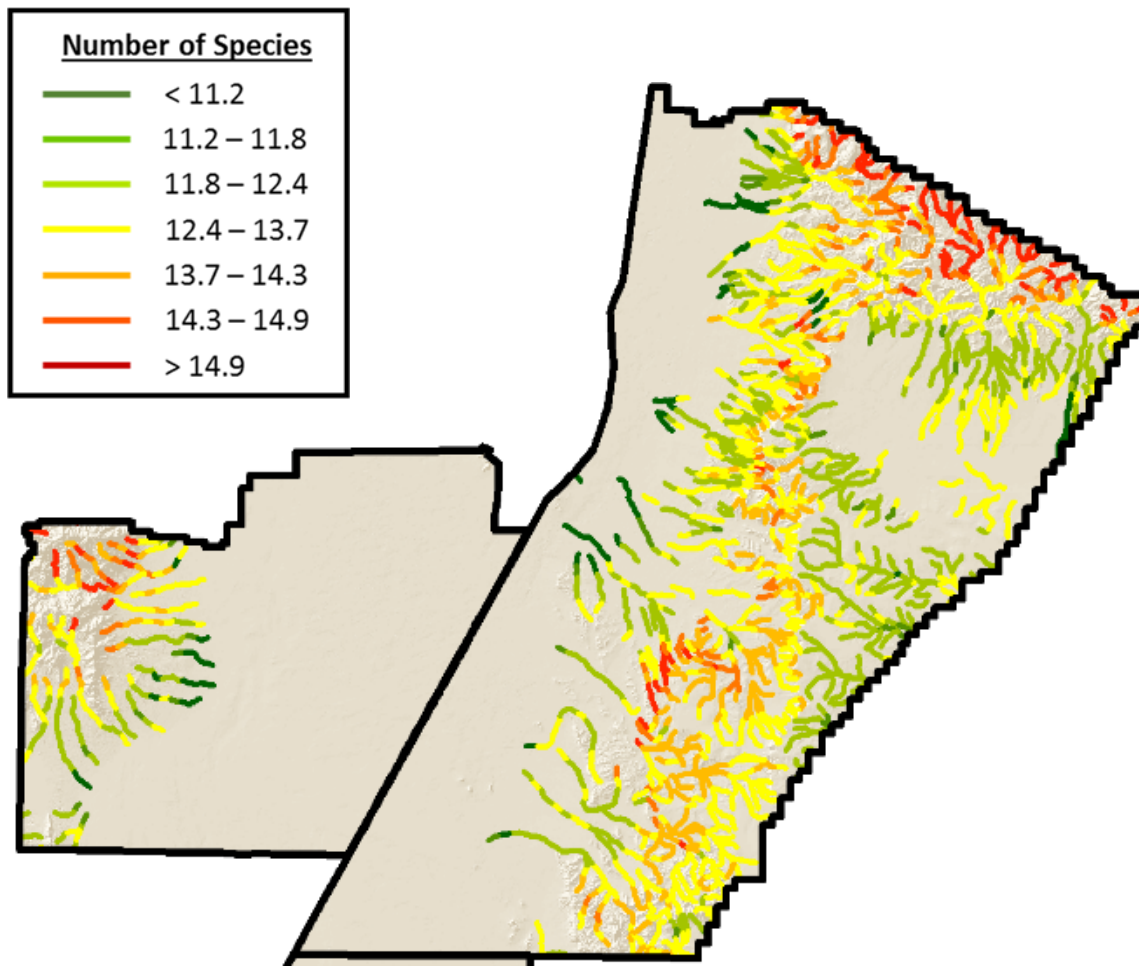 Number of Species
< 11.2
11.2 – 11.8
11.8 – 12.4
12.4 – 13.7
13.7 – 14.3
14.3 – 14.9
> 14.9